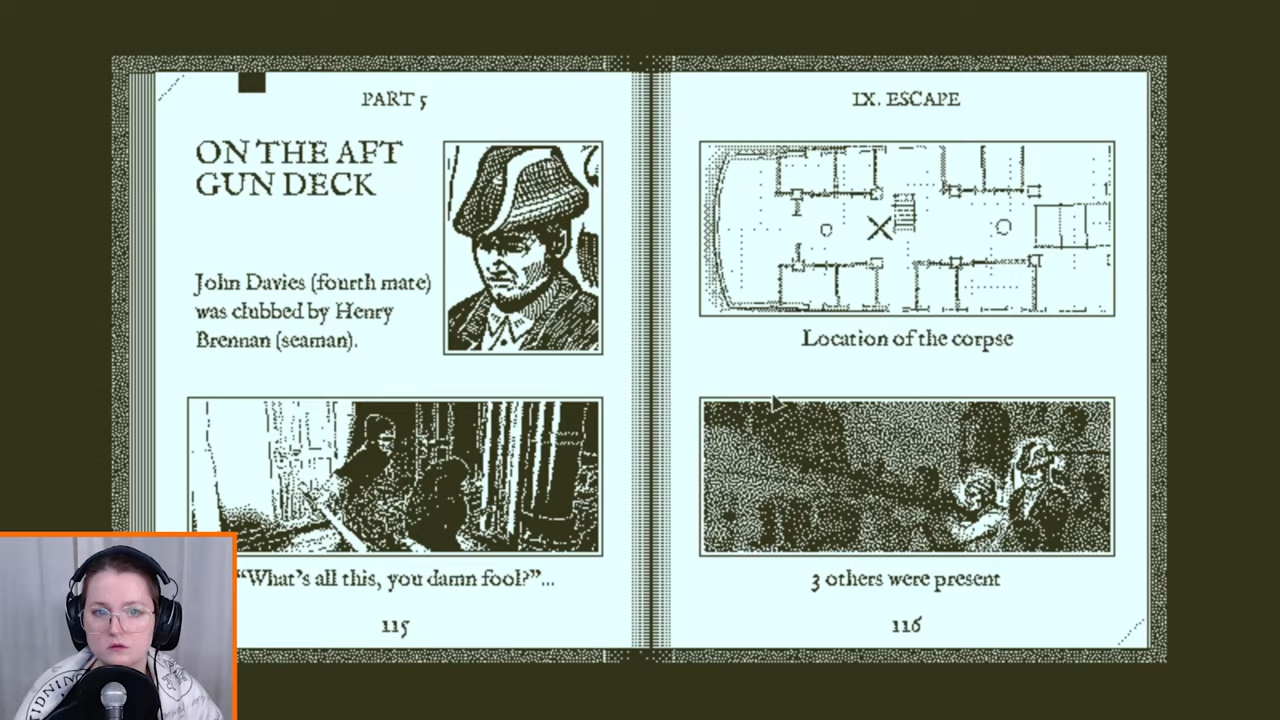 PART 5
ON THE AFT
GUN DECK
John Davies (fourth mate)
was clubbed by Henry
Brennan (seaman).
"What's all this, you damn fool?"...
115
IX. ESCAPE
Location of the corpse
3 others were present
116